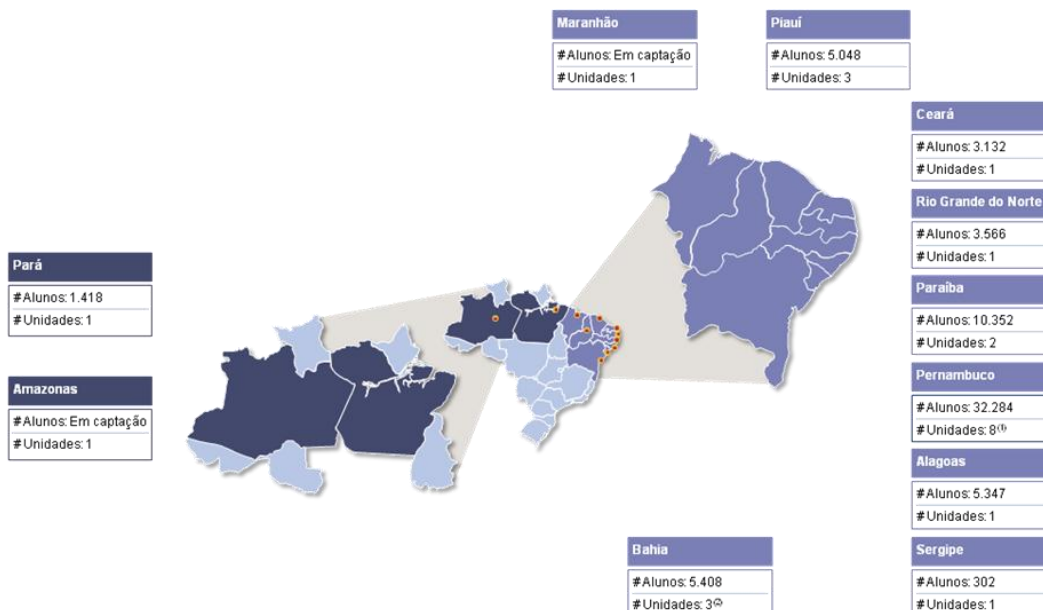 Maranhão
#Alunos: Em captação
#Unidades: 1
Piauí
#Alunos: 5.048
#Unidades: 3
Ceará
#Alunos: 3.132
#Unidades: 1
Rio Grande do Norte
#Alunos: 3.566
#Unidades: 1
Pará
#Alunos: 1.418
#Unidades: 1
Paraíba
#Alunos: 10.352
#Unidades: 2
Amazonas
#Alunos: Em captação
#Unidades: 1
Pernambuco
#Alunos: 32.284
#Unidades: 8(1)
Alagoas
#Alunos: 5.347
#Unidades: 1
Bahia
#Alunos: 5.408
#Unidades: 3(2)
Sergipe
#Alunos: 302
#Unidades: 1